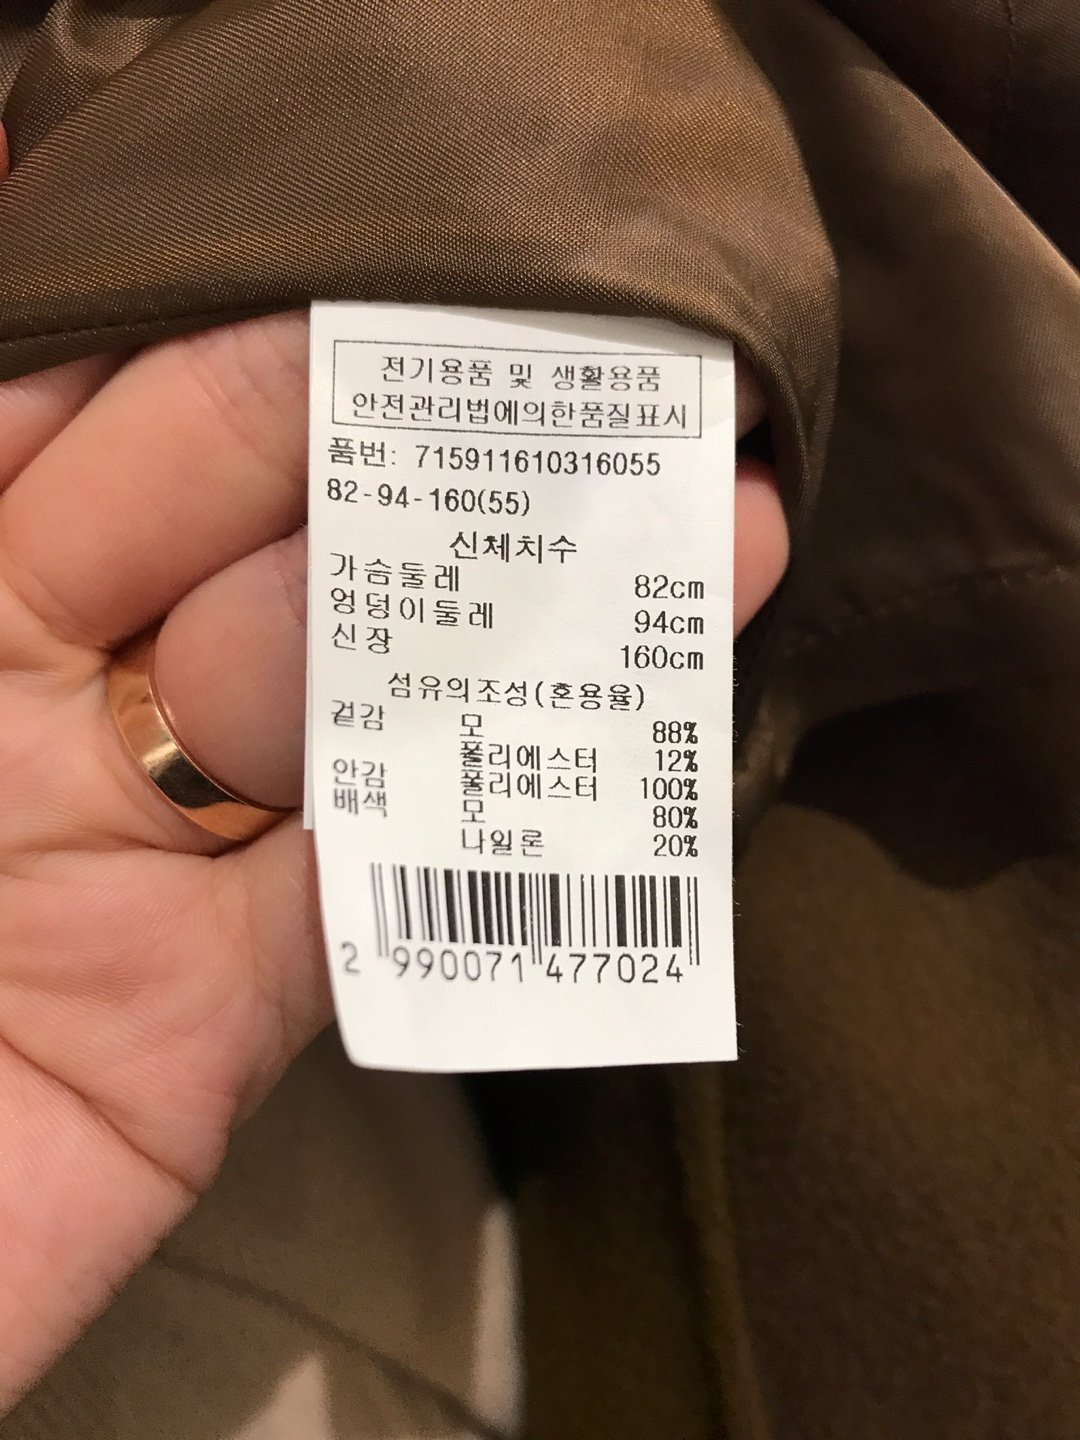 전기용품 및 생활용품
안전관리법에의한품질표시
품번: 715911610316055
82-94-160(55)
신체치수
가슴둘레 82cm
엉덩이둘레 94cm
신장 160cm
섬유의조성(혼용율)
겉감 모 88%
폴리에스터 12%
안감 폴리에스터 100%
배색 모 80%
나일론 20%
2 990071 477024